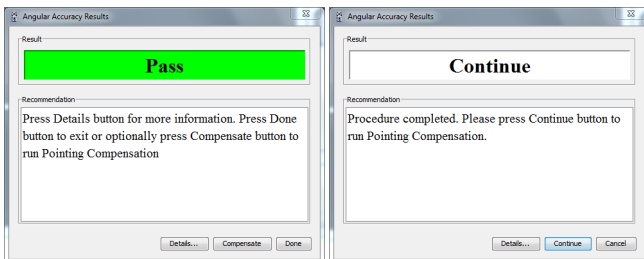 Angular Accuracy Results
Result
Pass
Recommendation
Press Details button for more information. Press Done
button to exit or optionally press Compensate button to
run Pointing Compensation
Details...
Compensate
Done
Angular Accuracy Results
Result
Continue
Recommendation
Procedure completed. Please press Continue button to
run Pointing Compensation.
Details...
Continue
Cancel